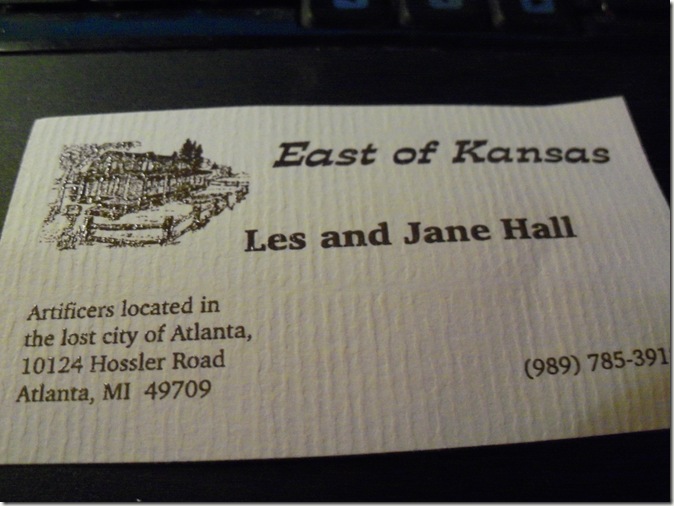 East of Kansas
Les and Jane Hall
Artificers located in
the lost city of Atlanta,
10124 Hossler Road
Atlanta, MI 49709
(989) 785-391